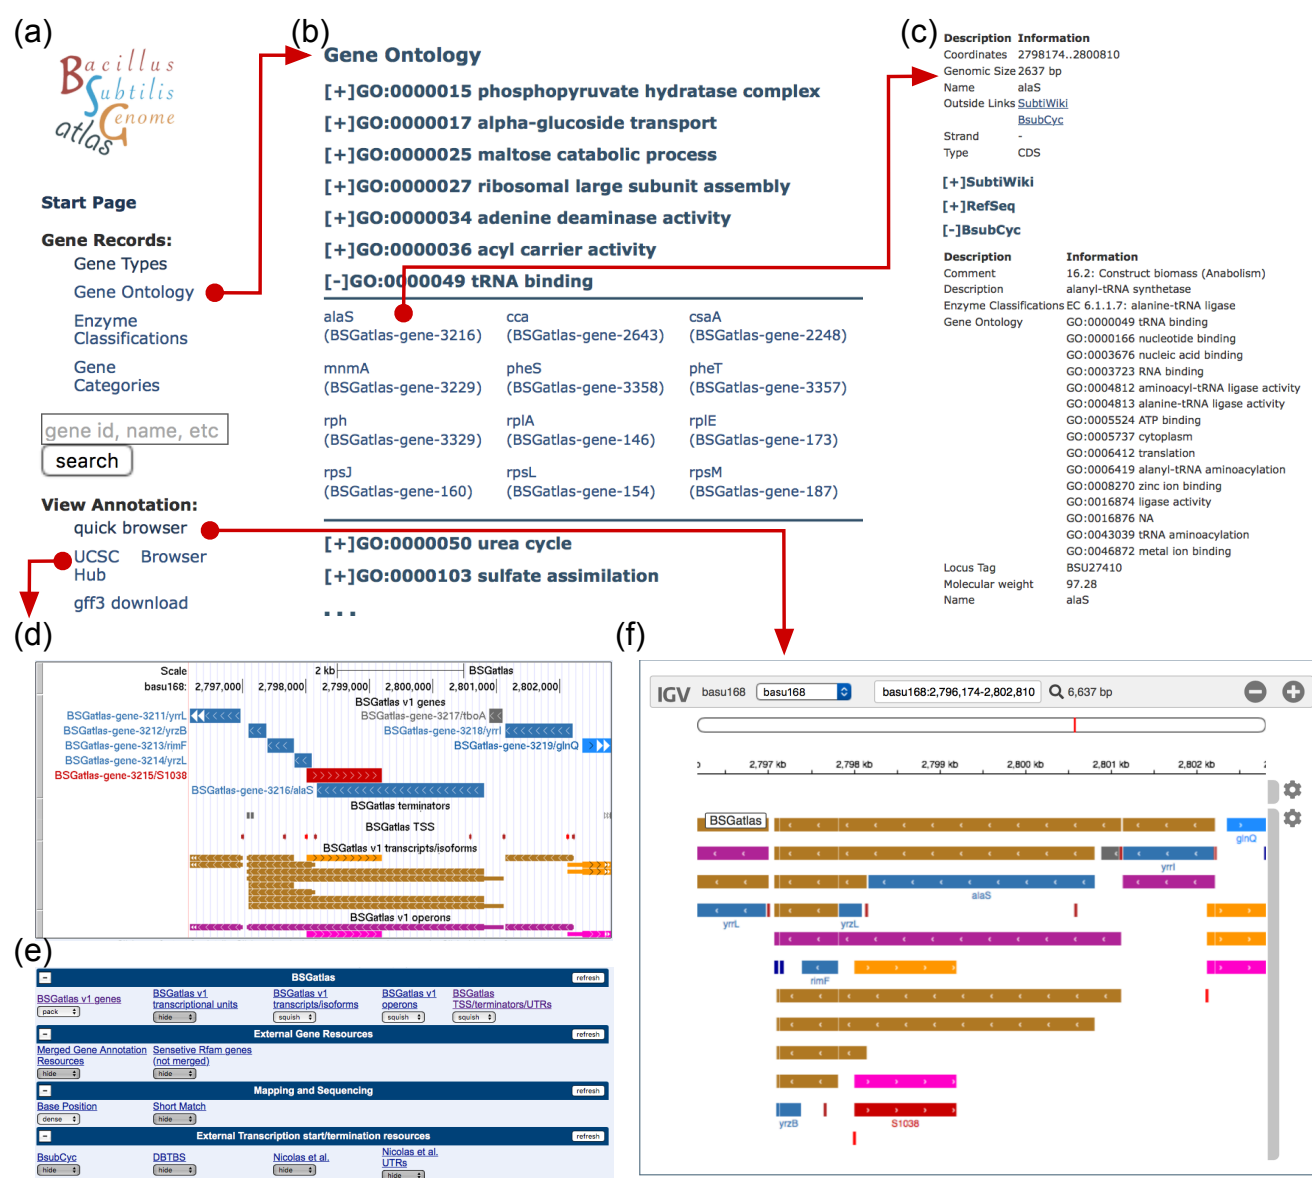 (a)
Bacillus
Subtilis
Genome
atlas
Start Page
Gene Records:
Gene Types
Gene Ontology
Enzyme
Classifications
Gene
Categories
gene id, name, etc
search
View Annotation:
quick browser
UCSC Browser
Hub
gff3 download
(b)
Gene Ontology
[+]GO:0000015 phosphopyruvate hydratase complex
[+]GO:0000017 alpha-glucoside transport
[+]GO:0000025 maltose catabolic process
[+]GO:0000027 ribosomal large subunit assembly
[+]GO:0000034 adenine deaminase activity
[+]GO:0000036 acyl carrier activity
[-]GO:0000049 tRNA binding
alaS cca csaA
(BSGatlas-gene-3216) (BSGatlas-gene-2643) (BSGatlas-gene-2248)
mnmA pheS pheT
(BSGatlas-gene-3229) (BSGatlas-gene-3358) (BSGatlas-gene-3357)
rph rplA rplE
(BSGatlas-gene-3329) (BSGatlas-gene-146) (BSGatlas-gene-173)
rpsJ rpsL rpsM
(BSGatlas-gene-160) (BSGatlas-gene-154) (BSGatlas-gene-187)
[+]GO:0000050 urea cycle
[+]GO:0000103 sulfate assimilation
...
(c)
Description Information
Coordinates 2798174..2800810
Genomic Size 2637 bp
Name alaS
Outside Links SubtiWiki
BsubCyc
Strand -
Type CDS
[+]SubtiWiki
[+]RefSeq
[-]BsubCyc
Description Information
Comment 16.2: Construct biomass (Anabolism)
Description alanyl-tRNA synthetase
Enzyme Classifications EC 6.1.1.7: alanine-tRNA ligase
Gene Ontology GO:0000049 tRNA binding
GO:0000166 nucleotide binding
GO:0003676 nucleic acid binding
GO:0003723 RNA binding
GO:0004812 aminoacyl-tRNA ligase activity
GO:0004813 alanine-tRNA ligase activity
GO:0005524 ATP binding
GO:0005737 cytoplasm
GO:0006412 translation
GO:0006419 alanyl-tRNA aminoacylation
GO:0008270 zinc ion binding
GO:0016874 ligase activity
GO:0016876 NA
GO:0043039 tRNA aminoacylation
GO:0046872 metal ion binding
Locus Tag BSU27410
Molecular weight 97.28
Name alaS
(d)
Scale 2 kb BSGatlas
basu168: 2,797,000 2,798,000 2,799,000 2,800,000 2,801,000 2,802,000
BSGatlas v1 genes
BSGatlas-gene-3211/yrrL BSGatlas-gene-3217/tboA
BSGatlas-gene-3212/yrzB BSGatlas-gene-3218/yrrI
BSGatlas-gene-3213/rimF BSGatlas-gene-3219/glnQ
BSGatlas-gene-3214/yrzL
BSGatlas-gene-3215/S1038
BSGatlas-gene-3216/alaS
BSGatlas terminators
BSGatlas TSS
BSGatlas v1 transcripts/isoforms
BSGatlas v1 operons
(e)
BSGatlas refresh
BSGatlas v1 genes BSGatlas v1 transcriptional units BSGatlas v1 transcripts/isoforms BSGatlas v1 operons BSGatlas TSS/terminators/UTRs
pack hide squish squish squish
External Gene Resources refresh
Merged Gene Annotation Resources Sensetive Rfam genes (not merged)
hide hide
Mapping and Sequencing refresh
Base Position Short Match
dense hide
External Transcription start/termination resources refresh
BsubCyc DBTBS Nicolas et al. Nicolas et al. UTRs
hide hide hide hide
(f)
IGV basu168 basu168 basu168:2,796,174-2,802,810 6,637 bp
2,797 kb 2,798 kb 2,799 kb 2,800 kb 2,801 kb 2,802 kb 2
BSGatlas
glnQ
yrrI
alaS
yrrL yrzL
rimF
yrzB S1038